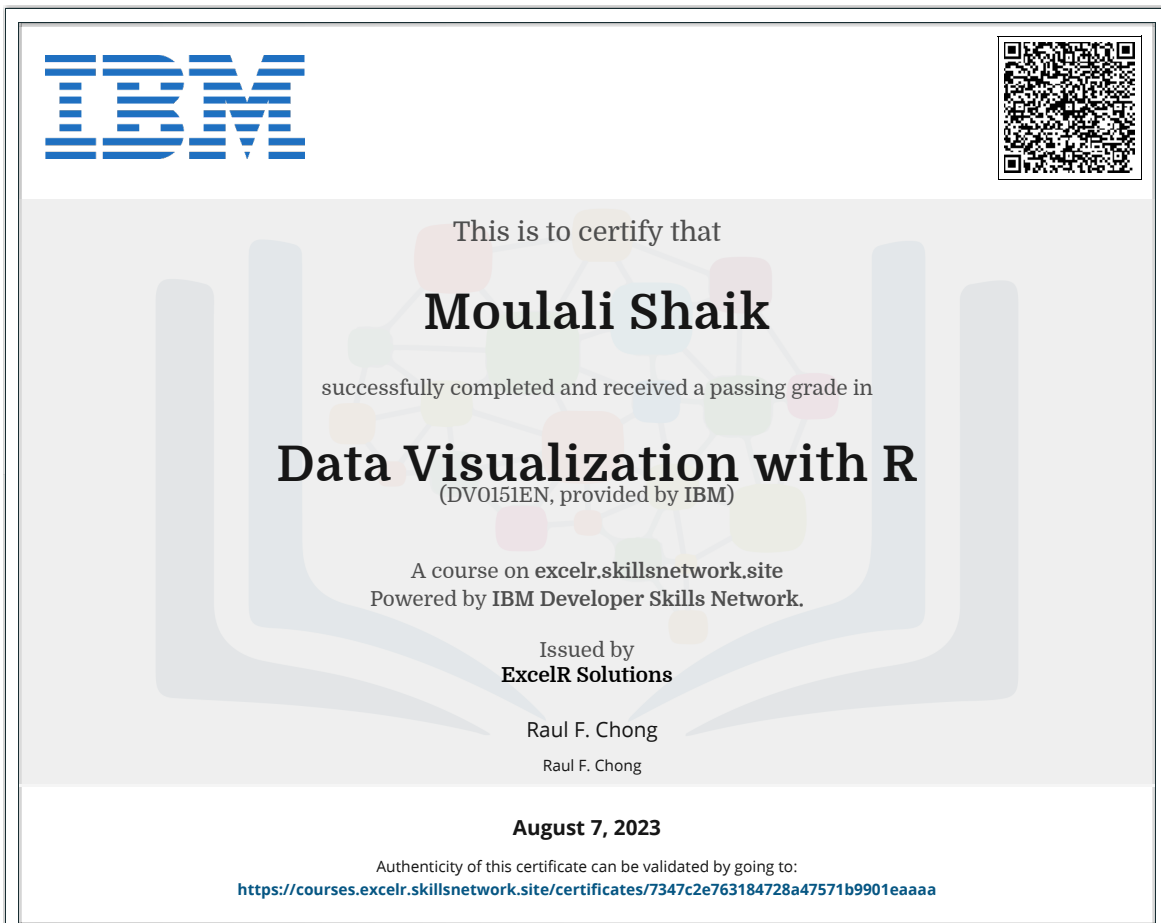 IBM
This is to certify that
Moulali Shaik
successfully completed and received a passing grade in
Data Visualization with R
(DV0151EN, provided by IBM)
A course on excelr.skillsnetwork.site
Powered by IBM Developer Skills Network.
Issued by
ExcelR Solutions
Raul F. Chong
Raul F. Chong
August 7, 2023
Authenticity of this certificate can be validated by going to:
https://courses.excelr.skillsnetwork.site/certificates/7347c2e763184728a47571b9901eaaaa